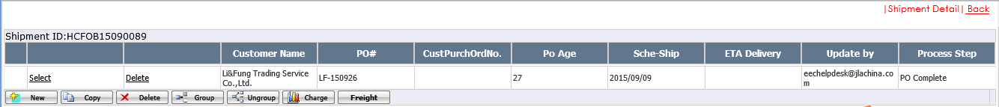 |Shipment Detail| Back
Shipment ID:HCFOB15090089
Customer Name PO# CustPurchOrdNo. Po Age Sche-Ship ETA Delivery Update by Process Step
Select Delete Li&Fung Trading Service Co.,Ltd. LF-150926 27 2015/09/09 eechelpdesk@jlachina.com PO Complete
New Copy Delete Group Ungroup Charge Freight